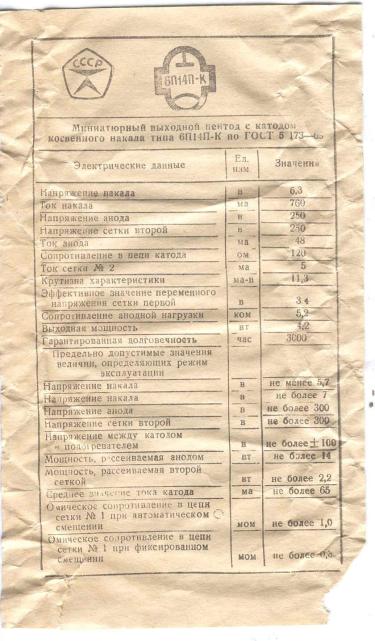 СССР
6П14П-К
Миниатюрный выходной пентод с катодом
косвенного накала типа 6П14П-К по ГОСТ
Электрические данные Ед. изм. Значения
Напряжение накала в 6,3
Ток накала ма 760
Напряжение анода в 250
Напряжение сетки второй в 250
Ток анода ма 48
Сопротивление в цепи катода ом 120
Ток сетки № 2 ма 5
Крутизна характеристики ма-в 11,3
Эффективное значение переменного
напряжения сетки первой в 3,4
Сопротивление анодной нагрузки ком 5,2
Выходная мощность вт 4,2
Гарантированная долговечность час 3000
Предельно допустимые значения
величин, определяющих режим
эксплуатации
Напряжение накала в не менее 5,7
Напряжение накала в не более 7
Напряжение анода в не более 300
Напряжение сетки второй в не более 300
Напряжение между катодом
и подогревателем в не более ± 100
Мощность, рассеиваемая анодом вт не более 14
Мощность, рассеиваемая второй
сеткой вт не более 2,2
Среднее значение тока катода ма не более 65
Омическое сопротивление в цепи
сетки № 1 при автоматическом
смещении мом не более 1,0
Омическое сопротивление в цепи
сетки № 1 при фиксированном
смещении мом не более